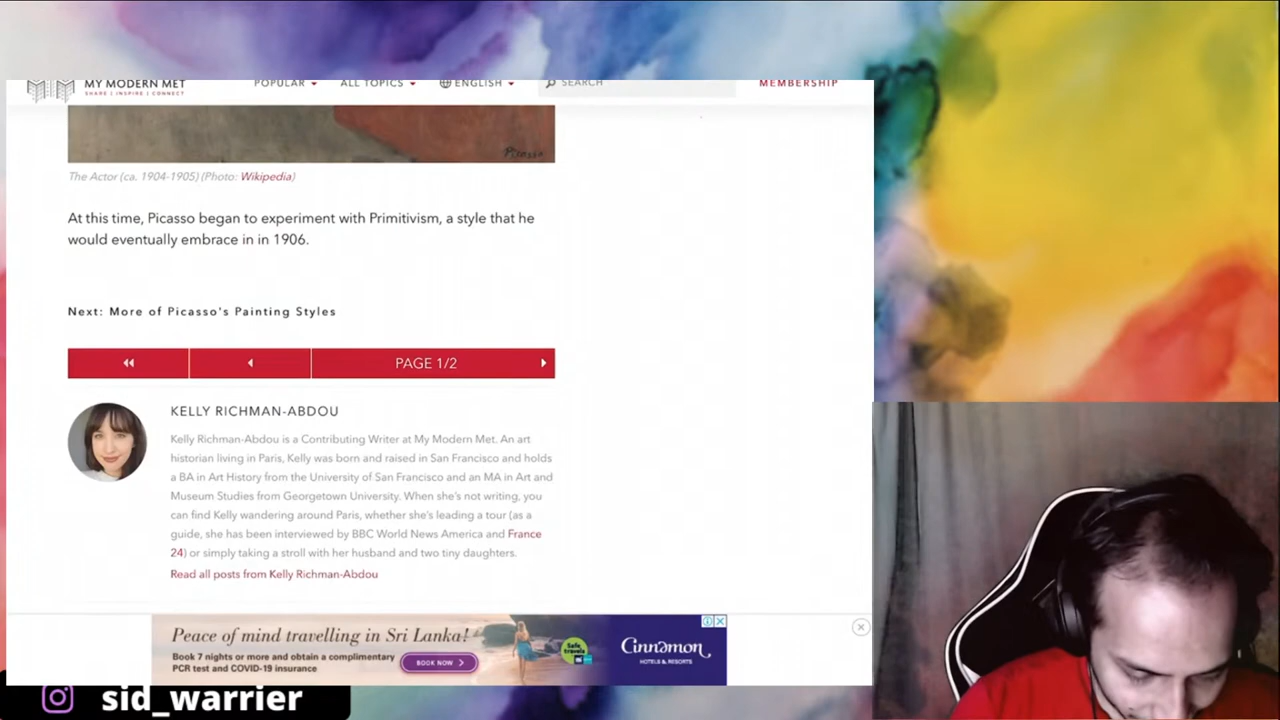 MY MODERN MET
SHARE | INSPIRE | CONNECT
POPULAR
ALL TOPICS
ENGLISH
SEARCH
MEMBERSHIP
Picasso
The Actor (ca. 1904-1905) (Photo: Wikipedia)
At this time, Picasso began to experiment with Primitivism, a style that he
would eventually embrace in in 1906.
Next: More of Picasso's Painting Styles
PAGE 1/2
KELLY RICHMAN-ABDOU
Kelly Richman-Abdou is a Contributing Writer at My Modern Met. An art
historian living in Paris, Kelly was born and raised in San Francisco and holds
a BA in Art History from the University of San Francisco and an MA in Art and
Museum Studies from Georgetown University. When she's not writing, you
can find Kelly wandering around Paris, whether she's leading a tour (as a
guide, she has been interviewed by BBC World News America and France
24) or simply taking a stroll with her husband and two tiny daughters.
Read all posts from Kelly Richman-Abdou
Peace of mind travelling in Sri Lanka!
Book 7 nights or more and obtain a complimentary
PCR test and COVID-19 insurance
BOOK NOW
Safe
travels
Cinnamon
HOTELS & RESORTS
sid_warrier